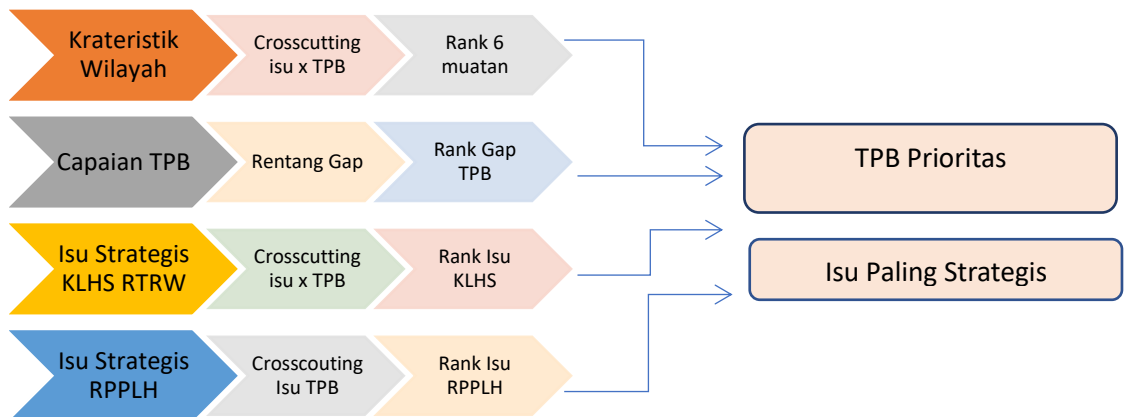 Krateristik
Wilayah
Crosscutting
isu x TPB
Rank 6
muatan
Capaian TPB
Rentang Gap
Rank Gap
TPB
TPB Prioritas
Isu Strategis
KLHS RTRW
Crosscutting
isu x TPB
Rank Isu
KLHS
Isu Paling Strategis
Isu Strategis
RPPLH
Crosscouting
Isu TPB
Rank Isu
RPPLH